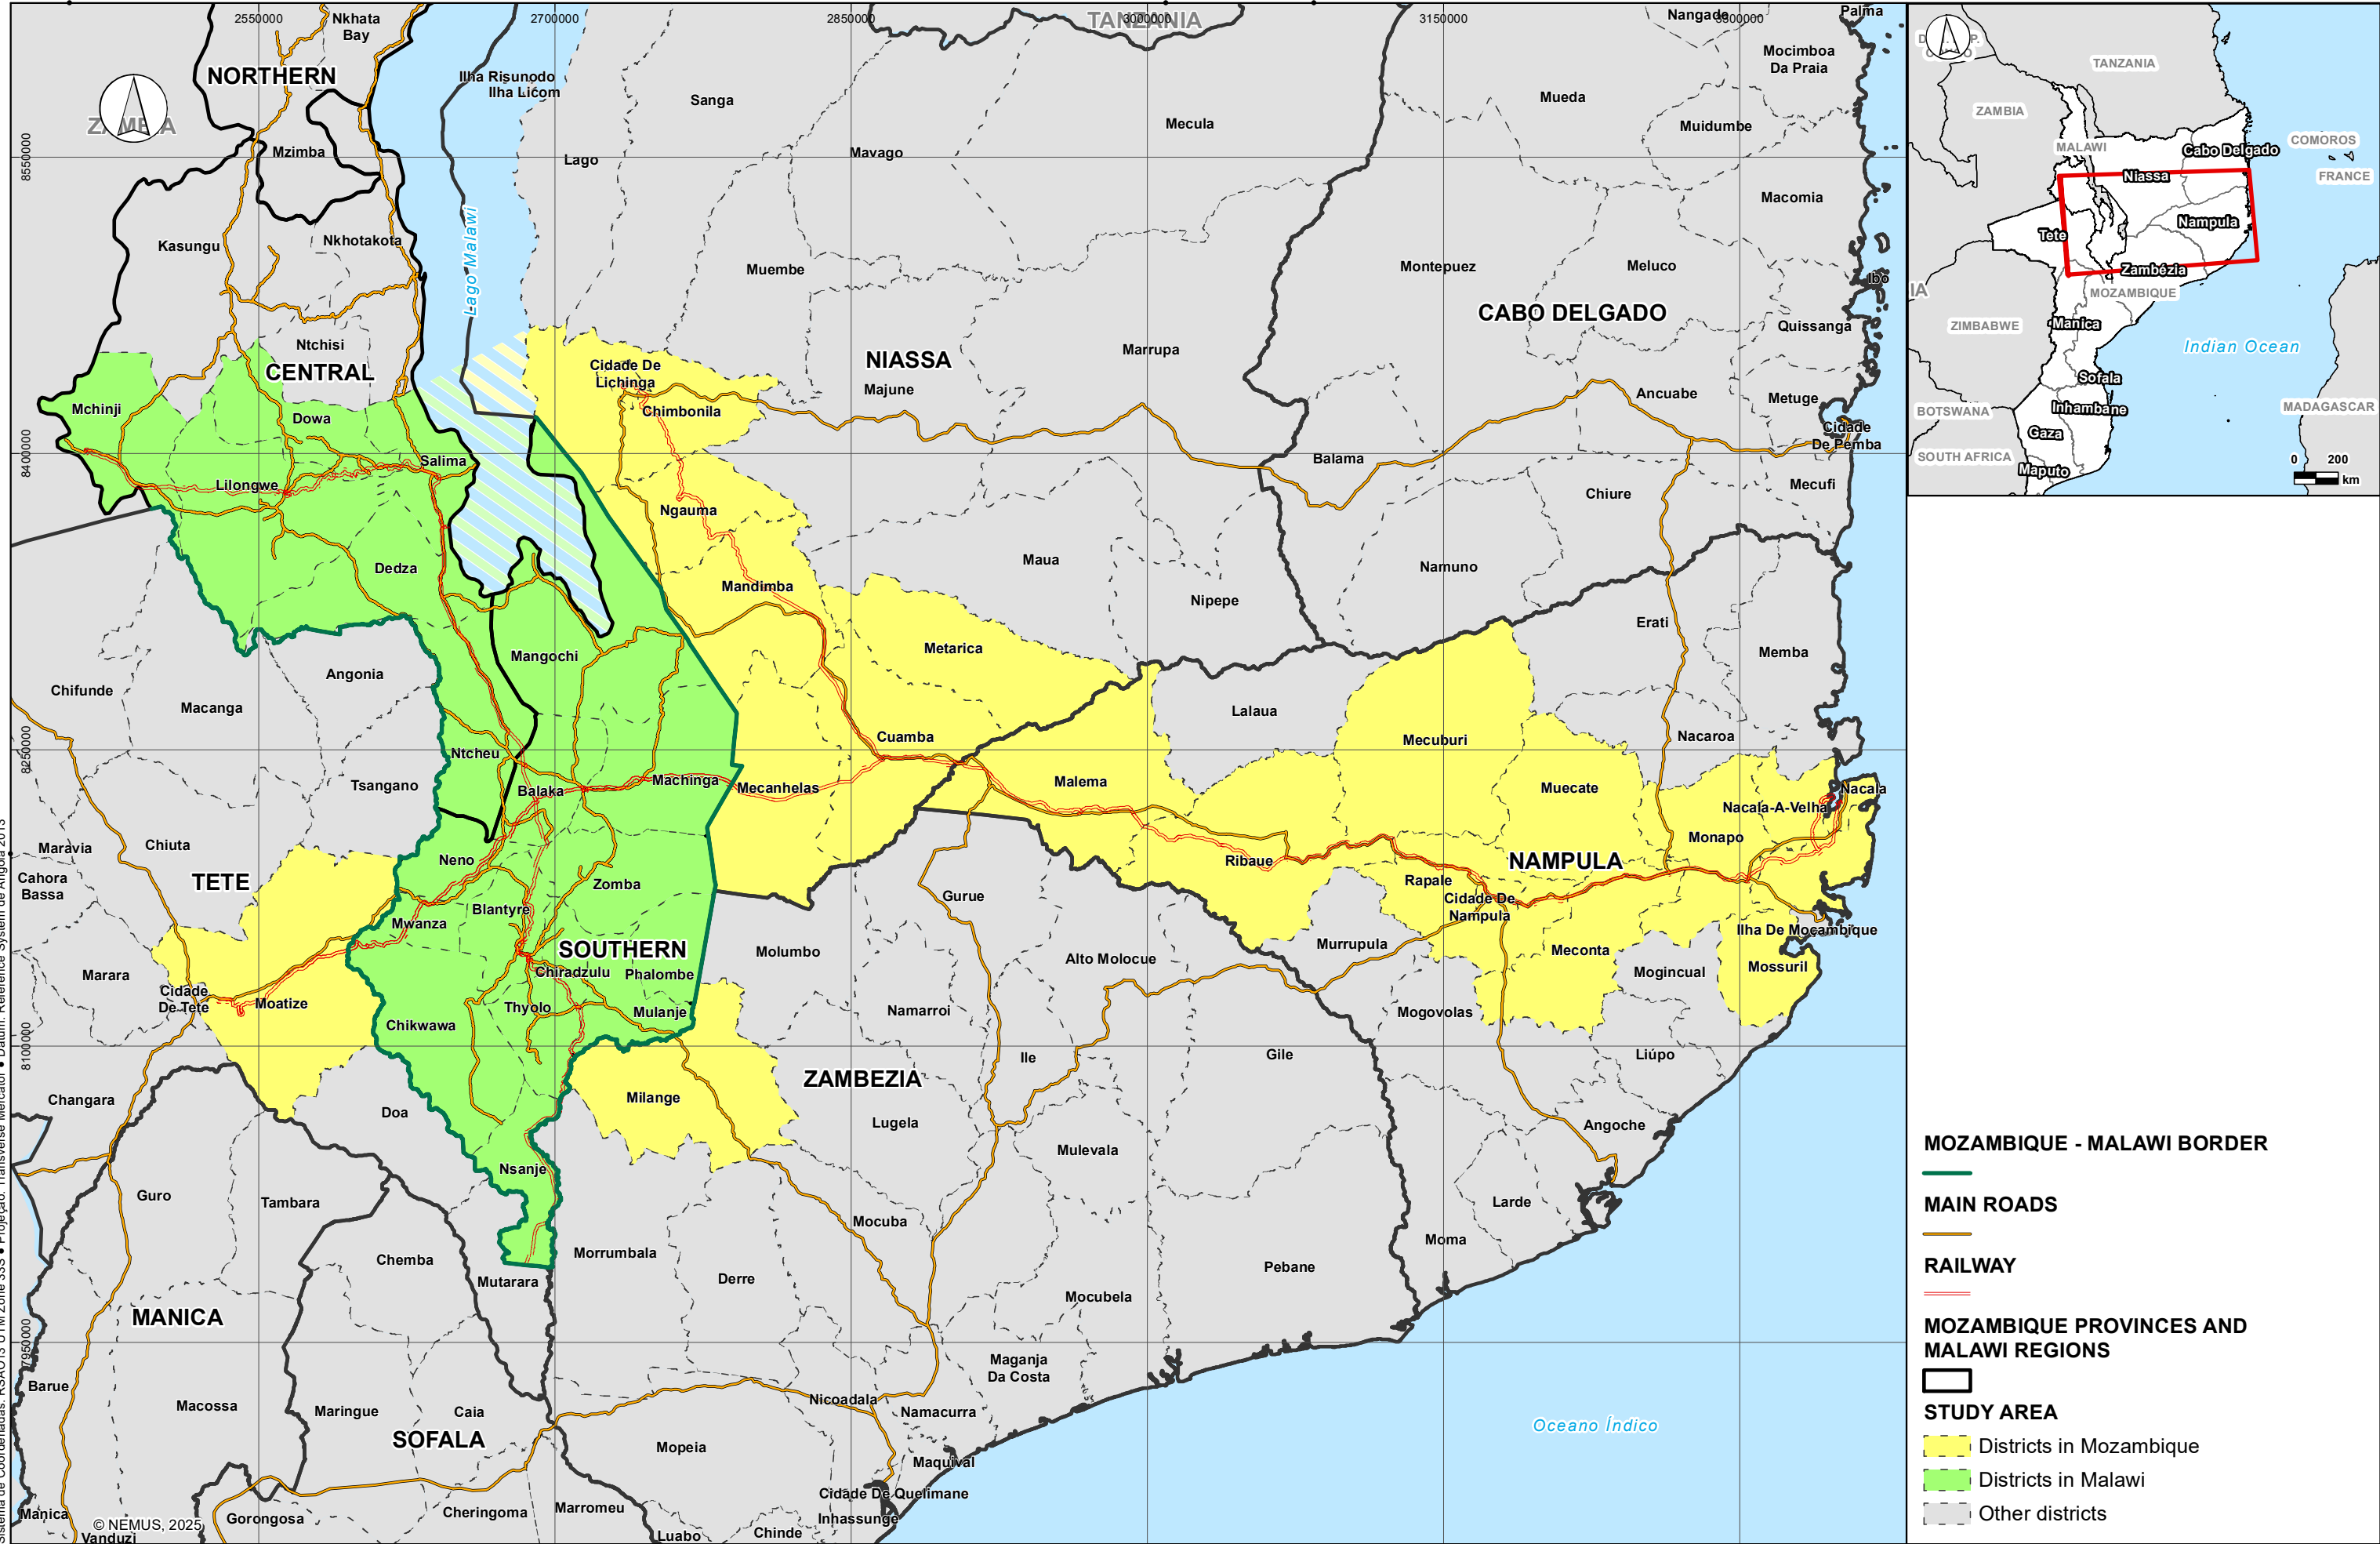 2550000
2700000
2850000
3000000
3150000
3300000
TANZANIA
Nkhata
Bay
NORTHERN
Ilha Risunodo
Ilha Licom
Sanga
Mecula
Mueda
Nangade
Palma
Mocimboa
Da Praia
Muidumbe
Mzimba
Lago
Mavago
Macomia
8550000
Kasungu
Nkhotakota
Lago Malawi
Muembe
Montepuez
Meluco
Ibo
CABO DELGADO
Quissanga
Ntchisi
CENTRAL
Cidade De
Lichinga
NIASSA
Marrupa
Majune
Ancuabe
Metuge
Mchinji
Dowa
Chimbonila
Cidade
De Pemba
8400000
Salima
Balama
Lilongwe
Ngauma
Chiure
Mecufi
Dedza
Mandimba
Maua
Namuno
Nipepe
Erati
Mangochi
Metarica
Memba
Angonia
Chifunde
Macanga
Lalaua
Cuamba
Mecuburi
Nacaroa
8250000
Ntcheu
Tsangano
Machinga
Mecanhelas
Malema
Muecate
Nacala
Balaka
Nacala-A-Velha
Monapo
Maravia
Chiuta
Neno
Ribaue
NAMPULA
Cahora
Bassa
TETE
Zomba
Gurue
Rapale
Cidade De
Nampula
Mwanza
Blantyre
SOUTHERN
Molumbo
Alto Molocue
Murrupula
Meconta
Ilha De Moçambique
Mossuril
Mogincual
Marara
Chiradzulu
Phalombe
Cidade
De Tete
Moatize
Thyolo
Mulanje
Namarroi
Mogovolas
Chikwawa
8100000
Ile
Gile
Liúpo
ZAMBEZIA
Milange
Changara
Doa
Lugela
Angoche
Mulevala
Nsanje
Guro
Tambara
Larde
Mocuba
Moma
Chemba
Morrumbala
Mutarara
Derre
Pebane
Mocubela
MANICA
7950000
Maganja
Da Costa
Barue
Macossa
Maringue
Caia
Nicoadala
Namacurra
Oceano Índico
SOFALA
Mopeia
Maquival
Cidade De Quelimane
Manica
© NEMUS, 2025
Vanduzi
Gorongosa
Cheringoma
Marromeu
Luabo
Chinde
Inhassunge
TANZANIA
ZAMBIA
MALAWI
Cabo Delgado
COMOROS
Niassa
FRANCE
Nampula
Tete
Zambézia
MOZAMBIQUE
ZIMBABWE
Manica
Indian Ocean
Sofala
BOTSWANA
Inhambane
MADAGASCAR
Gaza
SOUTH AFRICA
Maputo
0 200
km
MOZAMBIQUE - MALAWI BORDER
MAIN ROADS
RAILWAY
MOZAMBIQUE PROVINCES AND
MALAWI REGIONS
STUDY AREA
Districts in Mozambique
Districts in Malawi
Other districts